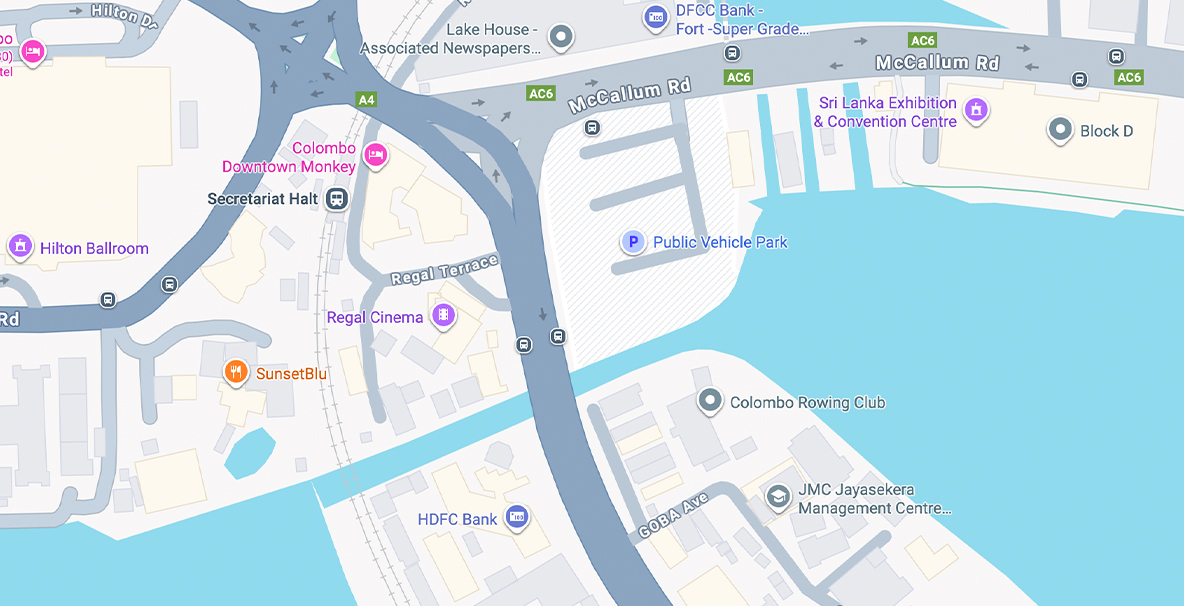 Hilton Dr
Lake House -
Associated Newspapers...
DFCC Bank -
Fort -Super Grade...
AC6
McCallum Rd
AC6
AC6
AC6
McCallum Rd
A4
Sri Lanka Exhibition
& Convention Centre
Block D
Colombo
Downtown Monkey
Secretariat Halt
Hilton Ballroom
P
Public Vehicle Park
Regal Terrace
Regal Cinema
Rd
SunsetBlu
Colombo Rowing Club
JMC Jayasekera
Management Centre...
GOBA Ave
HDFC Bank